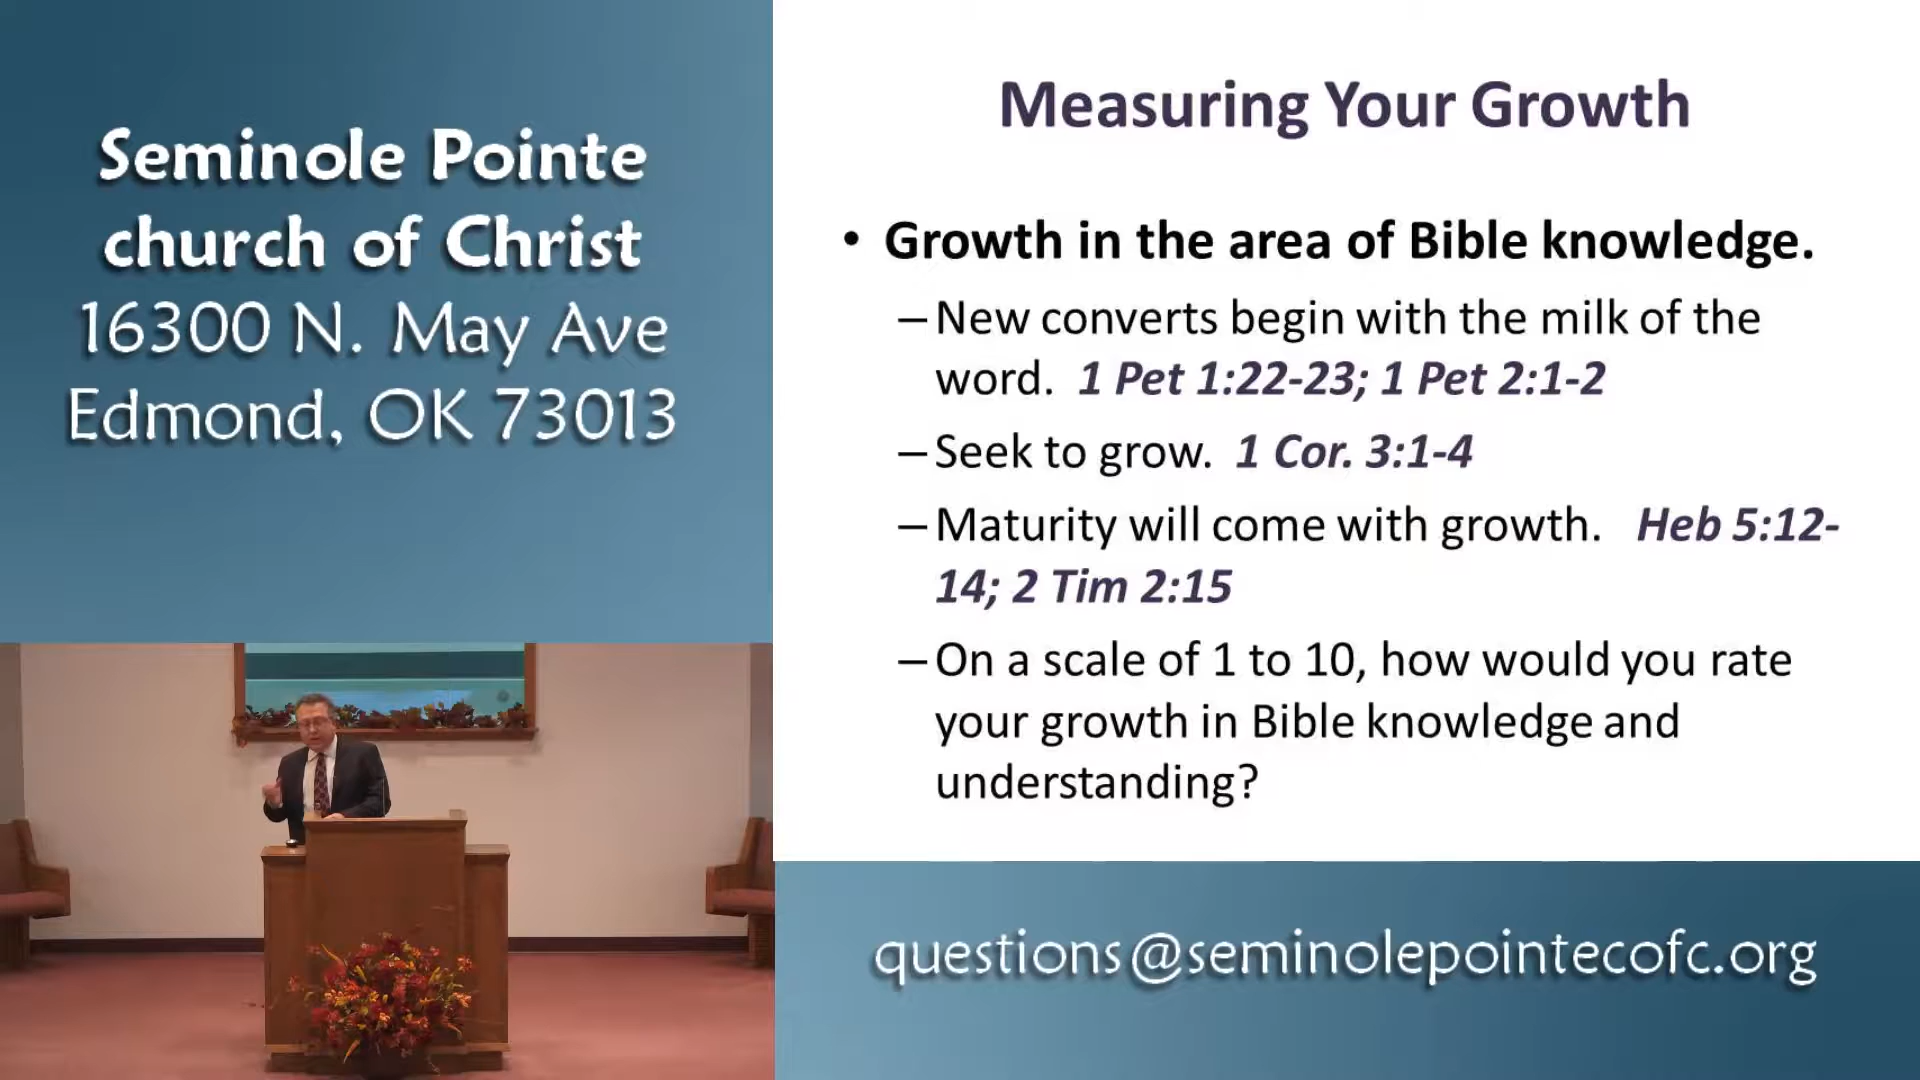 Seminole Pointe
church of Christ
16300 N. May Ave
Edmond, OK 73013
Measuring Your Growth
• Growth in the area of Bible knowledge.
– New converts begin with the milk of the
word. 1 Pet 1:22-23; 1 Pet 2:1-2
– Seek to grow. 1 Cor. 3:1-4
– Maturity will come with growth. Heb 5:12-
14; 2 Tim 2:15
– On a scale of 1 to 10, how would you rate
your growth in Bible knowledge and
understanding?
questions@seminolepointecofc.org